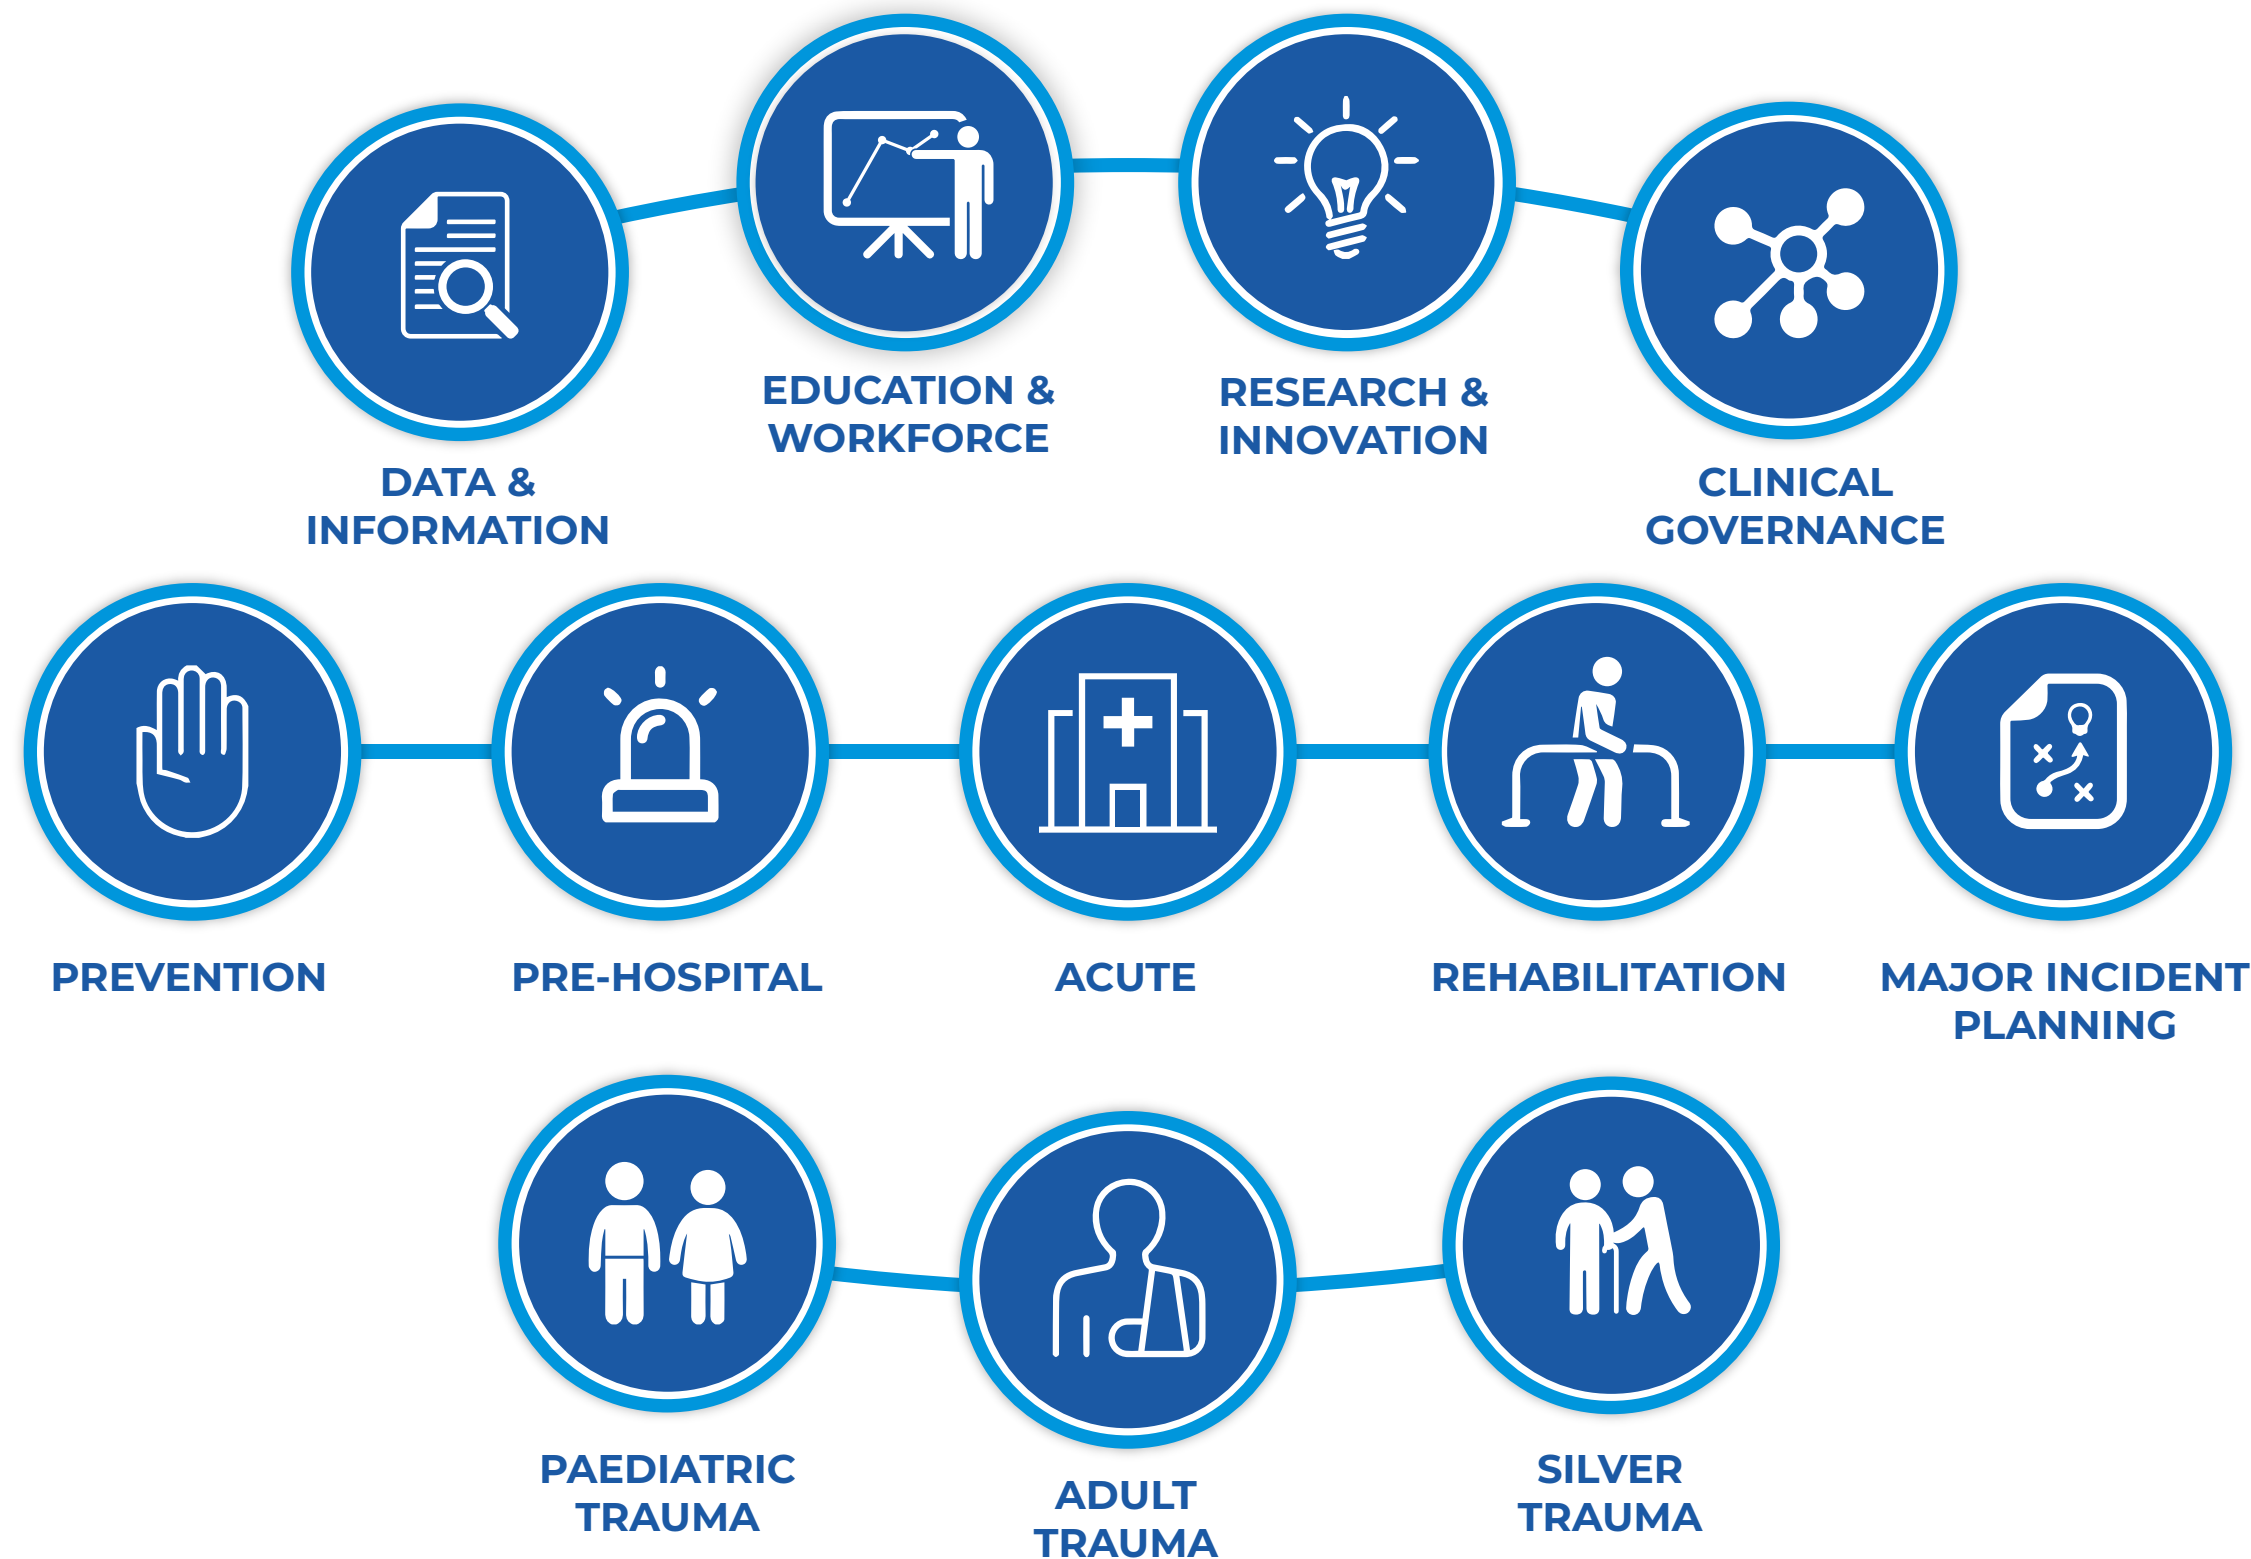 EDUCATION &
WORKFORCE
RESEARCH &
INNOVATION
DATA &
INFORMATION
CLINICAL
GOVERNANCE
PREVENTION
PRE-HOSPITAL
ACUTE
REHABILITATION
MAJOR INCIDENT
PLANNING
PAEDIATRIC
TRAUMA
ADULT
TRAUMA
SILVER
TRAUMA